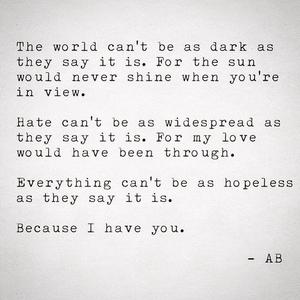 The world can't be as dark as
they say it is. For the sun
would never shine when you're
in view.
Hate can't be as widespread as
they say it is. For my love
would have been through.
Everything can't be as hopeless
as they say it is.
Because I have you.
- AB